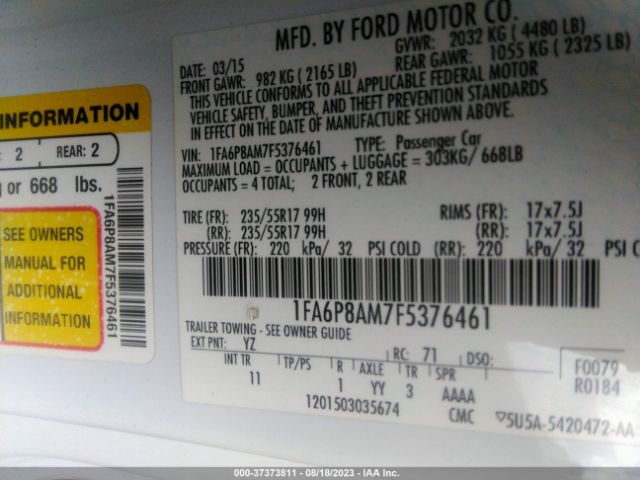 MFD. BY FORD MOTOR CO.
DATE: 03/15 GVWR: 2032 KG ( 4480 LB)
FRONT GAWR: 982 KG ( 2165 LB) REAR GAWR: 1055 KG ( 2325 LB)
THIS VEHICLE CONFORMS TO ALL APPLICABLE FEDERAL MOTOR
VEHICLE SAFETY, BUMPER, AND THEFT PREVENTION STANDARDS
IN EFFECT ON THE DATE OF MANUFACTURE SHOWN ABOVE.
VIN: 1FA6P8AM7F5376461 TYPE: Passenger Car
MAXIMUM LOAD = OCCUPANTS + LUGGAGE = 303KG/ 668LB
OCCUPANTS = 4 TOTAL; 2 FRONT, 2 REAR
TIRE (FR): 235/55R17 99H RIMS (FR): 17x7.5J
(RR): 235/55R17 99H (RR): 17x7.5J
PRESSURE (FR): 220 kPa/ 32 PSI COLD (RR): 220 kPa/ 32 PSI C
1FA6P8AM7F5376461
TRAILER TOWING - SEE OWNER GUIDE
EXT PNT: YZ RC: 71 DSO: F0079
INT TR TP/PS R AXLE TR SPR R0184
11 1 YY 3 AAAA
1201503035674 CMC ▽5U5A-5420472-AA
INFORMATION
: 2 REAR: 2
g or 668 lbs.
SEE OWNERS
MANUAL FOR
ADDITIONAL
INFORMATION
1FA6P8AM7F5376461
000-37373811 - 08/18/2023 - IAA Inc.